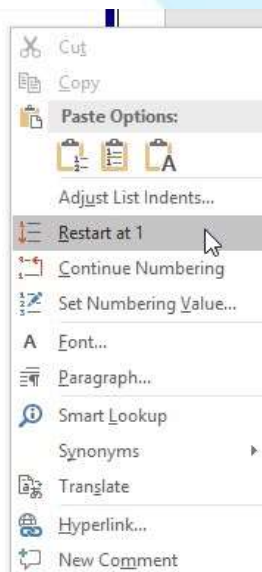 Cut
Copy
Paste Options:
Adjust List Indents...
Restart at 1
Continue Numbering
Set Numbering Value...
Font...
Paragraph...
Smart Lookup
Synonyms
Translate
Hyperlink...
New Comment